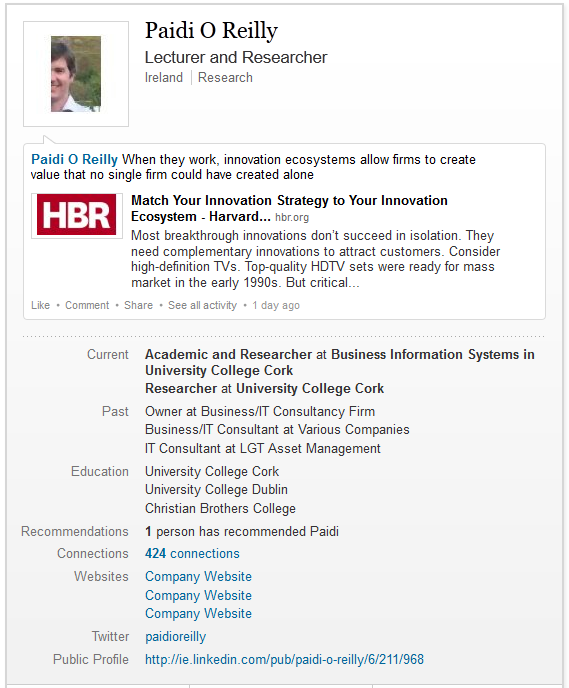 Paidi O Reilly
Lecturer and Researcher
Ireland | Research
Paidi O Reilly When they work, innovation ecosystems allow firms to create
value that no single firm could have created alone
HBR
Match Your Innovation Strategy to Your Innovation
Ecosystem - Harvard... hbr.org
Most breakthrough innovations don't succeed in isolation. They
need complementary innovations to attract customers. Consider
high-definition TVs. Top-quality HDTV sets were ready for mass
market in the early 1990s. But critical...
Like • Comment • Share • See all activity • 1 day ago
Current Academic and Researcher at Business Information Systems in
University College Cork
Researcher at University College Cork
Past Owner at Business/IT Consultancy Firm
Business/IT Consultant at Various Companies
IT Consultant at LGT Asset Management
Education University College Cork
University College Dublin
Christian Brothers College
Recommendations 1 person has recommended Paidi
Connections 424 connections
Websites Company Website
Company Website
Company Website
Twitter paidioreilly
Public Profile http://ie.linkedin.com/pub/paidi-o-reilly/6/211/968